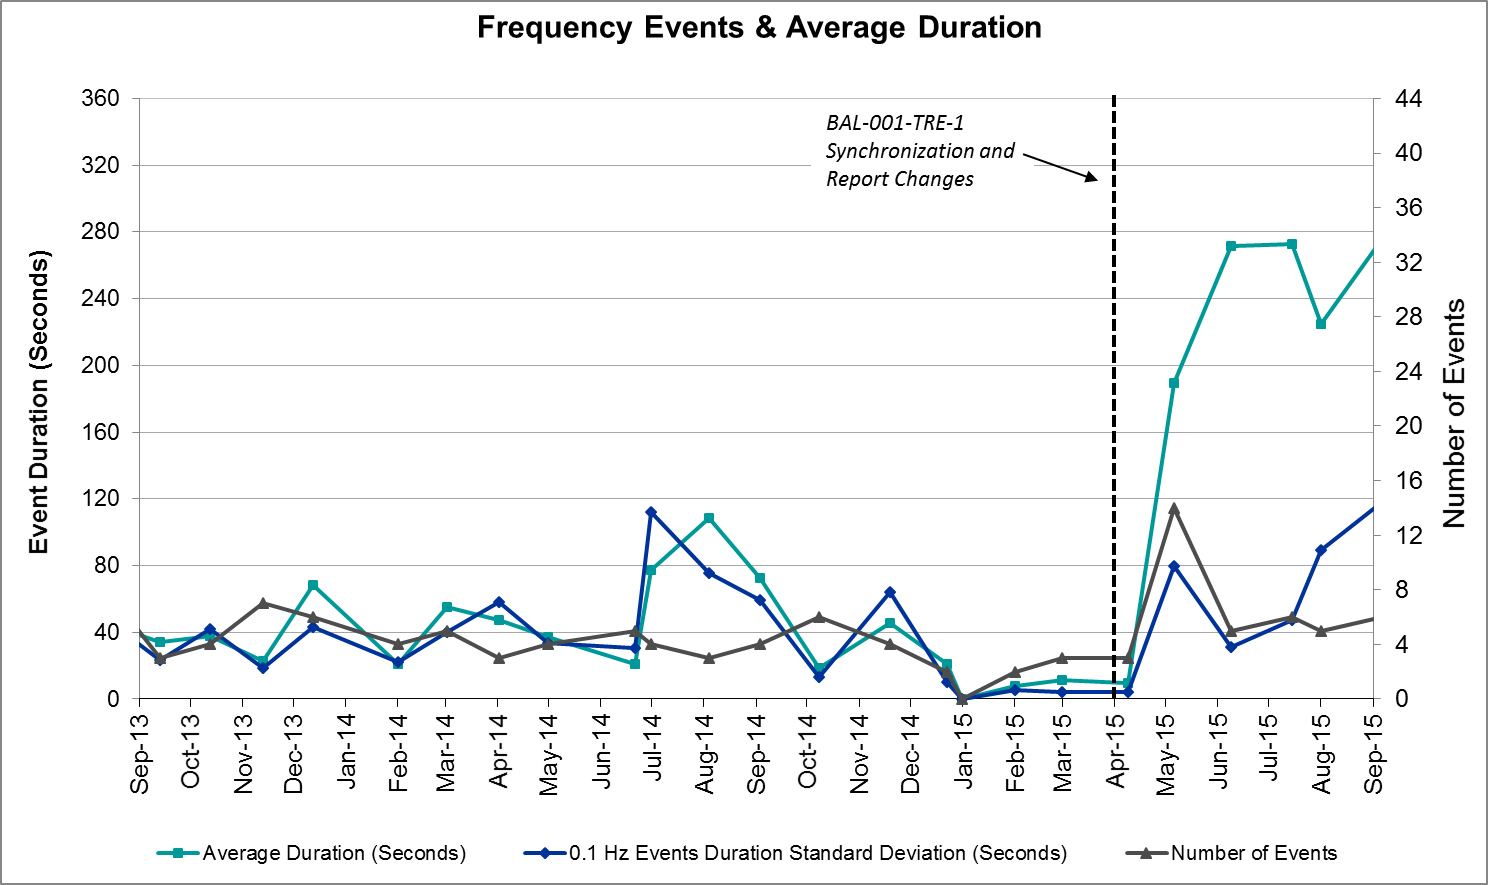 Frequency Events & Average Duration
360
320
280
240
200
160
120
80
40
0
Event Duration (Seconds)
BAL-001-TRE-1
Synchronization and
Report Changes
44
40
36
32
28
24
20
16
12
8
4
0
Number of Events
Sep-13
Oct-13
Nov-13
Dec-13
Jan-14
Feb-14
Mar-14
Apr-14
May-14
Jun-14
Jul-14
Aug-14
Sep-14
Oct-14
Nov-14
Dec-14
Jan-15
Feb-15
Mar-15
Apr-15
May-15
Jun-15
Jul-15
Aug-15
Sep-15
Average Duration (Seconds)
0.1 Hz Events Duration Standard Deviation (Seconds)
Number of Events